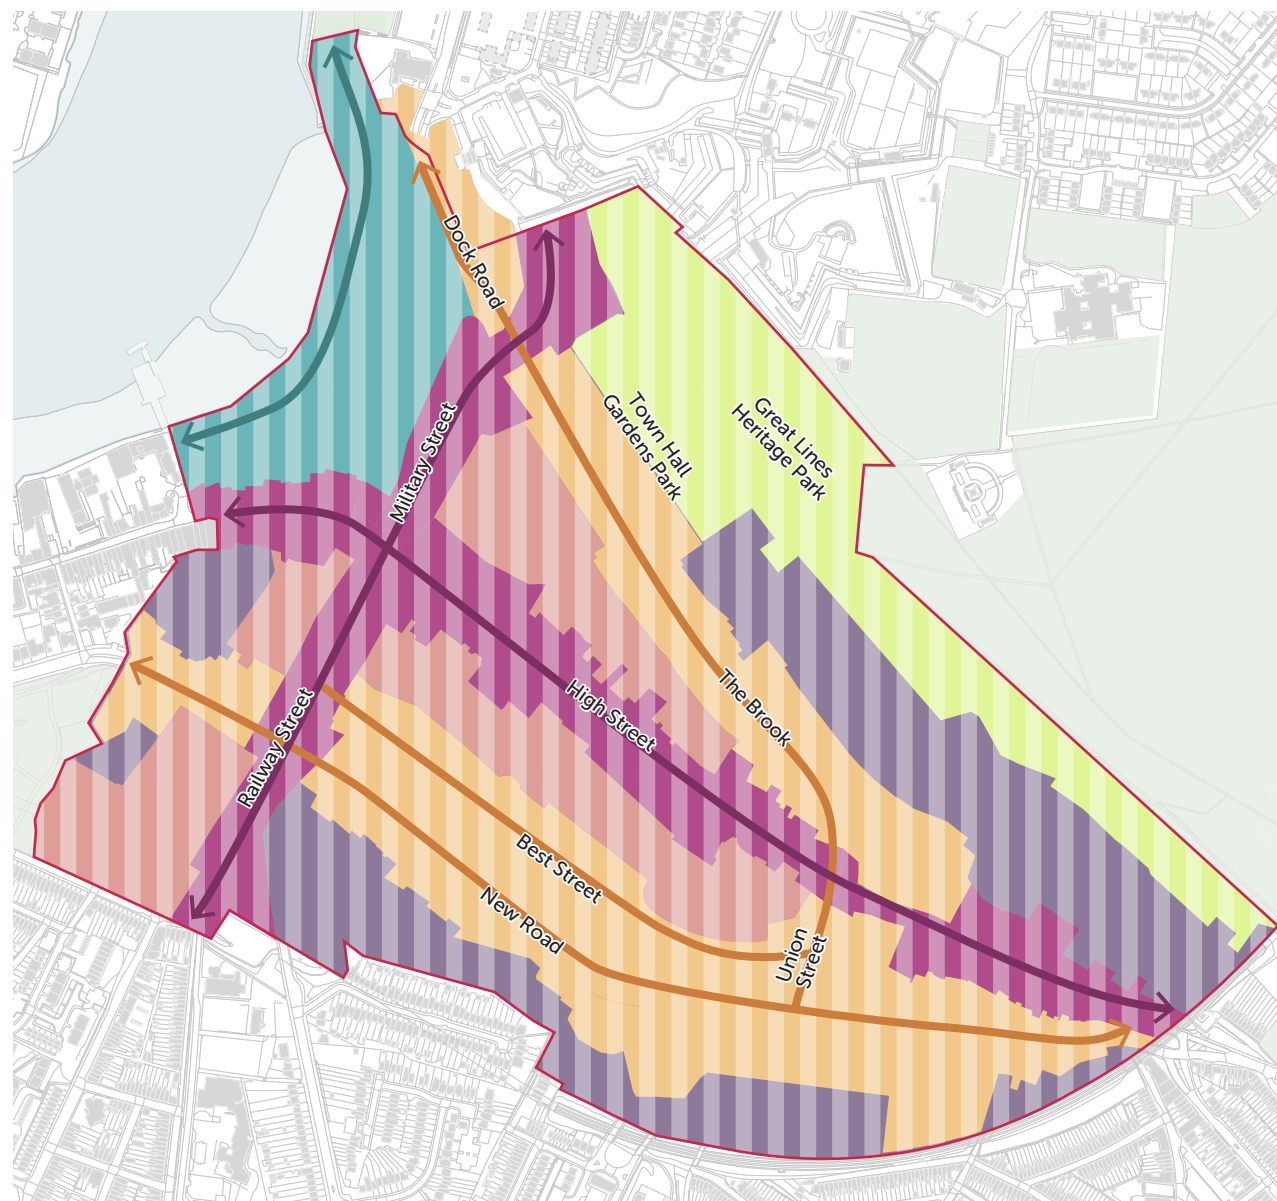 Dock Road
Town Hall
Gardens Park
Great Lines
Heritage Park
Military Street
High Street
The Brook
Railway Street
Best Street
New Road
Union
Street